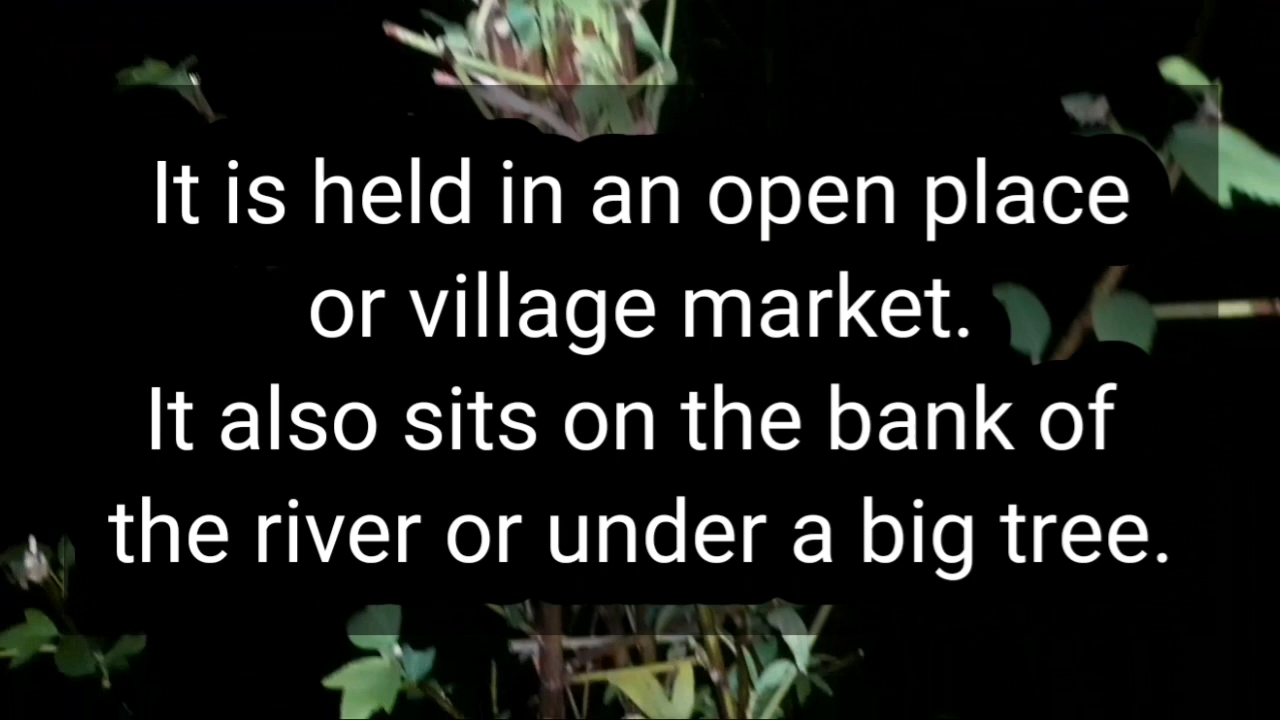 It is held in an open place
or village market.
It also sits on the bank of
the river or under a big tree.